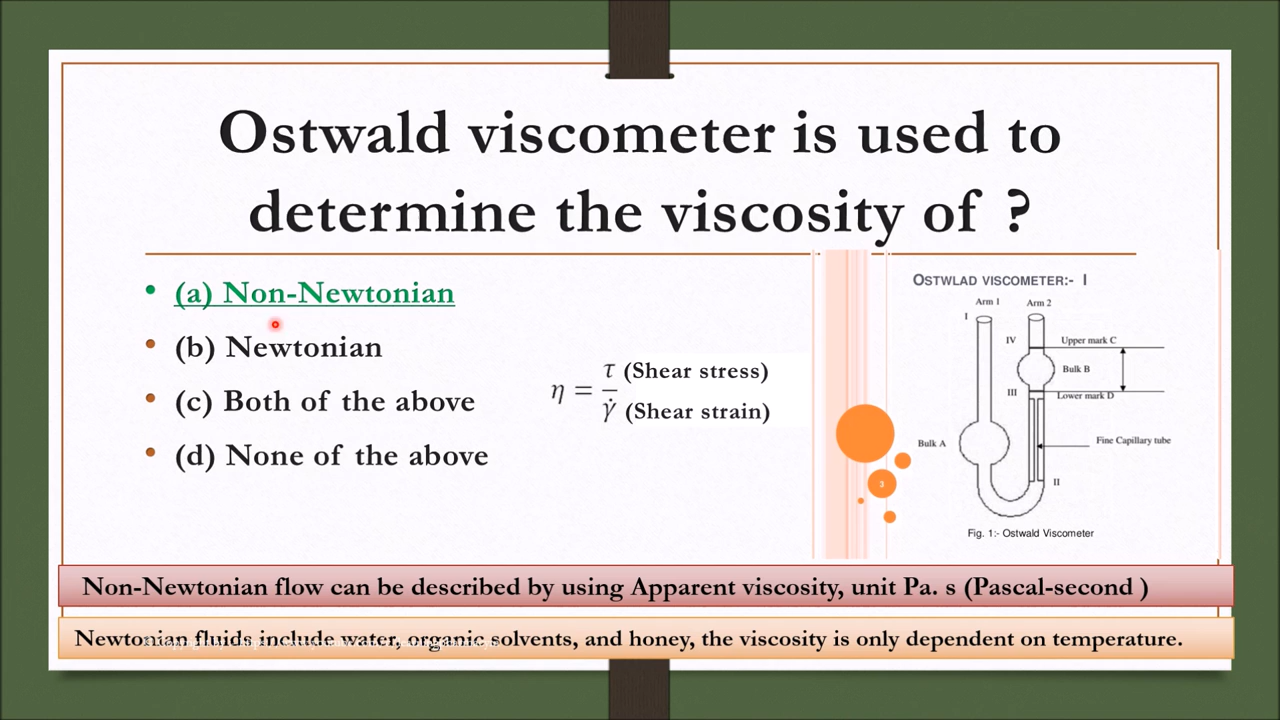 Ostwald viscometer is used to
determine the viscosity of ?
• (a) Non-Newtonian
• (b) Newtonian
• (c) Both of the above
• (d) None of the above
η = τ (Shear stress)
γ̇ (Shear strain)
OSTWLAD VISCOMETER:- I
Arm 1 Arm 2
I
IV Upper mark C
Bulk B
III Lower mark D
Bulk A
Fine Capillary tube
3
II
Fig. 1:- Ostwald Viscometer
Non-Newtonian flow can be described by using Apparent viscosity, unit Pa. s (Pascal-second )
Newtonian fluids include water, organic solvents, and honey, the viscosity is only dependent on temperature.